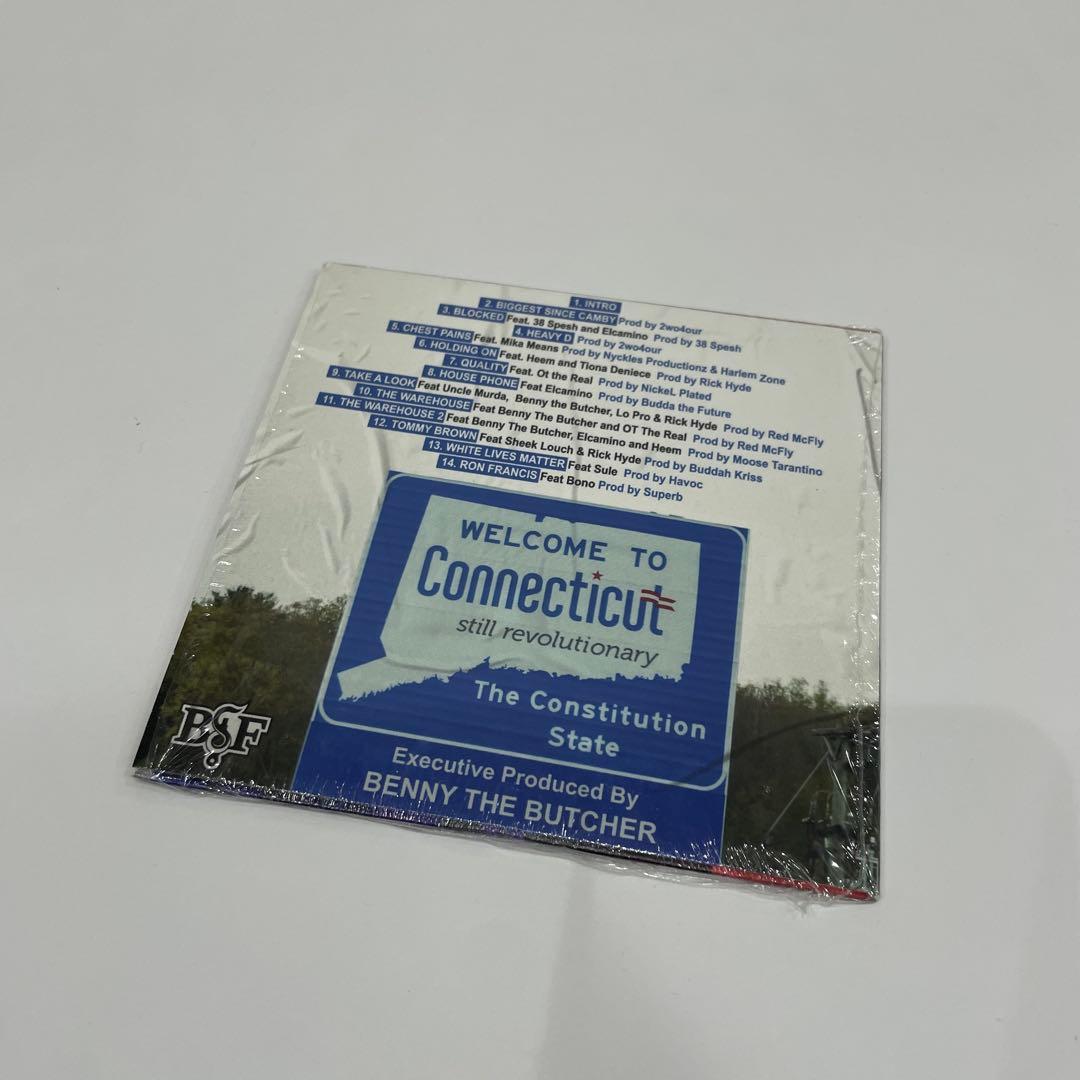 1. INTRO
2. BIGGEST SINCE CAMBY Prod by 2wo4our
3. BLOCKED Feat. 38 Spesh and Elcamino Prod by 38 Spesh
4. HEAVY D Prod by 2wo4our
5. CHEST PAINS Feat. Mika Means Prod by Nyckles Productionz & Harlem Zone
6. HOLDING ON Feat. Heem and Tiona Deniece Prod by Rick Hyde
7. QUALITY Feat. Ot the Real Prod by NickeL Plated
8. HOUSE PHONE Feat Elcamino Prod by Budda the Future
9. TAKE A LOOK Feat Uncle Murda, Benny the Butcher, Lo Pro & Rick Hyde Prod by Red McFly
10. THE WAREHOUSE Feat Benny The Butcher and OT The Real Prod by Red McFly
11. THE WAREHOUSE 2 Feat Benny The Butcher, Elcamino and Heem Prod by Moose Tarantino
12. TOMMY BROWN Feat Sheek Louch & Rick Hyde Prod by Buddah Kriss
13. WHITE LIVES MATTER Feat Sule Prod by Havoc
14. RON FRANCIS Feat Bono Prod by Superb
WELCOME TO
Connecticut
still revolutionary
The Constitution
State
BSF
Executive Produced By
BENNY THE BUTCHER